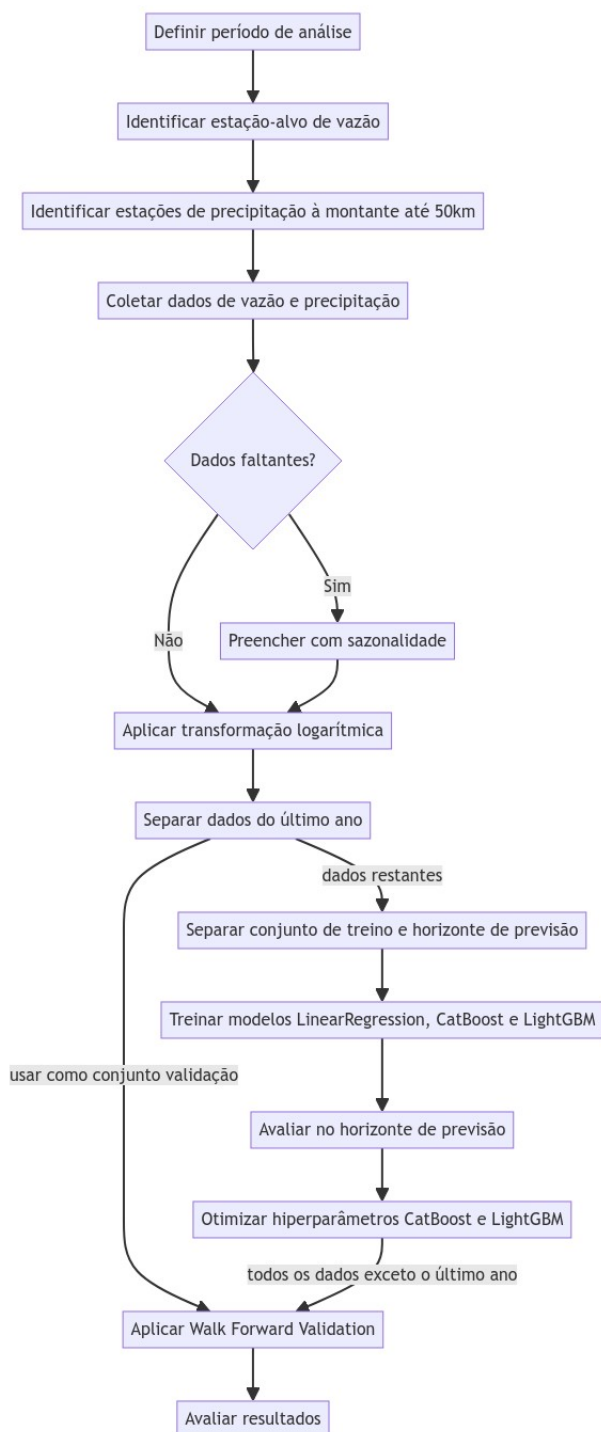 Definir período de análise
Identificar estação-alvo de vazão
Identificar estações de precipitação à montante até 50km
Coletar dados de vazão e precipitação
Dados faltantes?
Sim
Não
Preencher com sazonalidade
Aplicar transformação logarítmica
Separar dados do último ano
dados restantes
Separar conjunto de treino e horizonte de previsão
Treinar modelos LinearRegression, CatBoost e LightGBM
usar como conjunto validação
Avaliar no horizonte de previsão
Otimizar hiperparâmetros CatBoost e LightGBM
todos os dados exceto o último ano
Aplicar Walk Forward Validation
Avaliar resultados